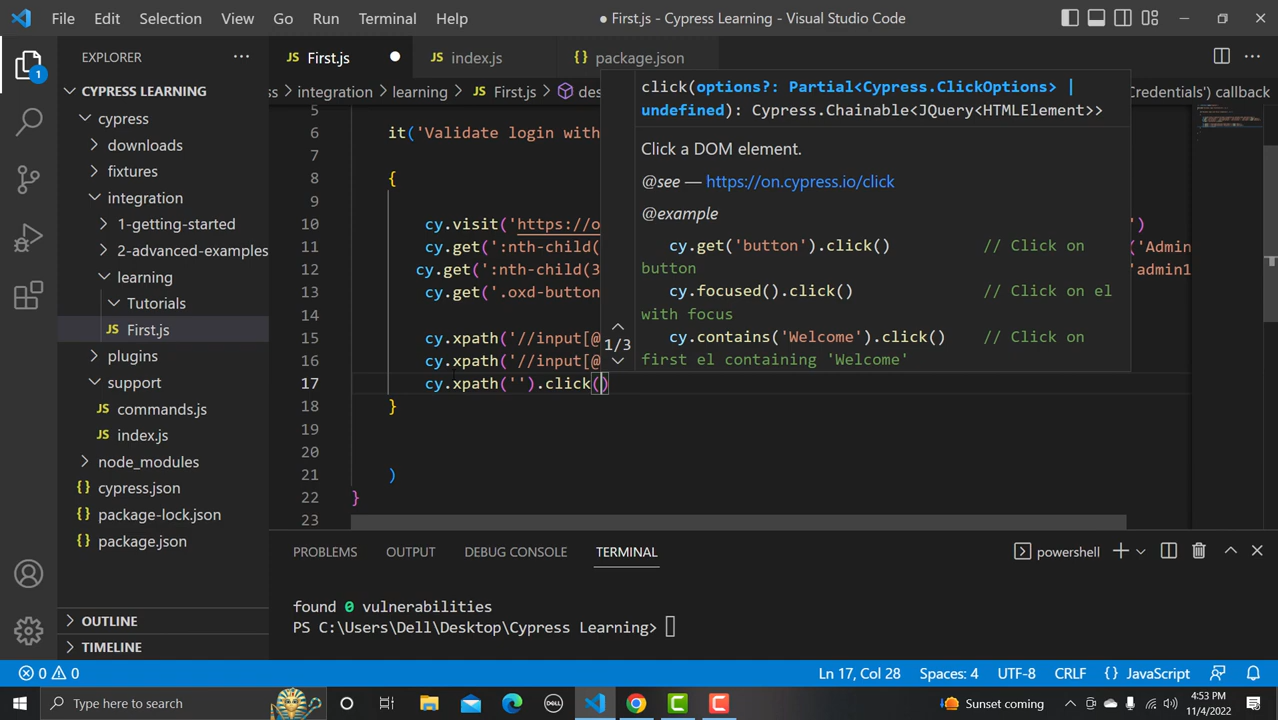 File Edit Selection View Go Run Terminal Help ● First.js - Cypress Learning - Visual Studio Code
EXPLORER ...
JS First.js JS index.js {} package.json
CYPRESS LEARNING
ss > integration > learning > JS First.js > des Credentials') callback
cypress
downloads
fixtures
integration
1-getting-started
2-advanced-examples
learning
Tutorials
JS First.js
plugins
support
JS commands.js
JS index.js
node_modules
{} cypress.json
{} package-lock.json
{} package.json
OUTLINE
TIMELINE
1
5
6 it('Validate login with
7
8 {
9
10 cy.visit('https://o ')
11 cy.get(':nth-child( ('Admin
12 cy.get(':nth-child(3 'admin1
13 cy.get('.oxd-button
14
15 cy.xpath('//input[@
16 cy.xpath('//input[@
17 cy.xpath('').click()
18 }
19
20
21 )
22 }
23
click(options?: Partial<Cypress.ClickOptions> |
undefined): Cypress.Chainable<JQuery<HTMLElement>>
Click a DOM element.
@see — https://on.cypress.io/click
@example
cy.get('button').click() // Click on
button
cy.focused().click() // Click on el
with focus
cy.contains('Welcome').click() // Click on
first el containing 'Welcome'
1/3
PROBLEMS OUTPUT DEBUG CONSOLE TERMINAL powershell
found 0 vulnerabilities
PS C:\Users\Dell\Desktop\Cypress Learning>
0 0 Ln 17, Col 28 Spaces: 4 UTF-8 CRLF {} JavaScript
Type here to search DELL Sunset coming 4:53 PM
11/4/2022